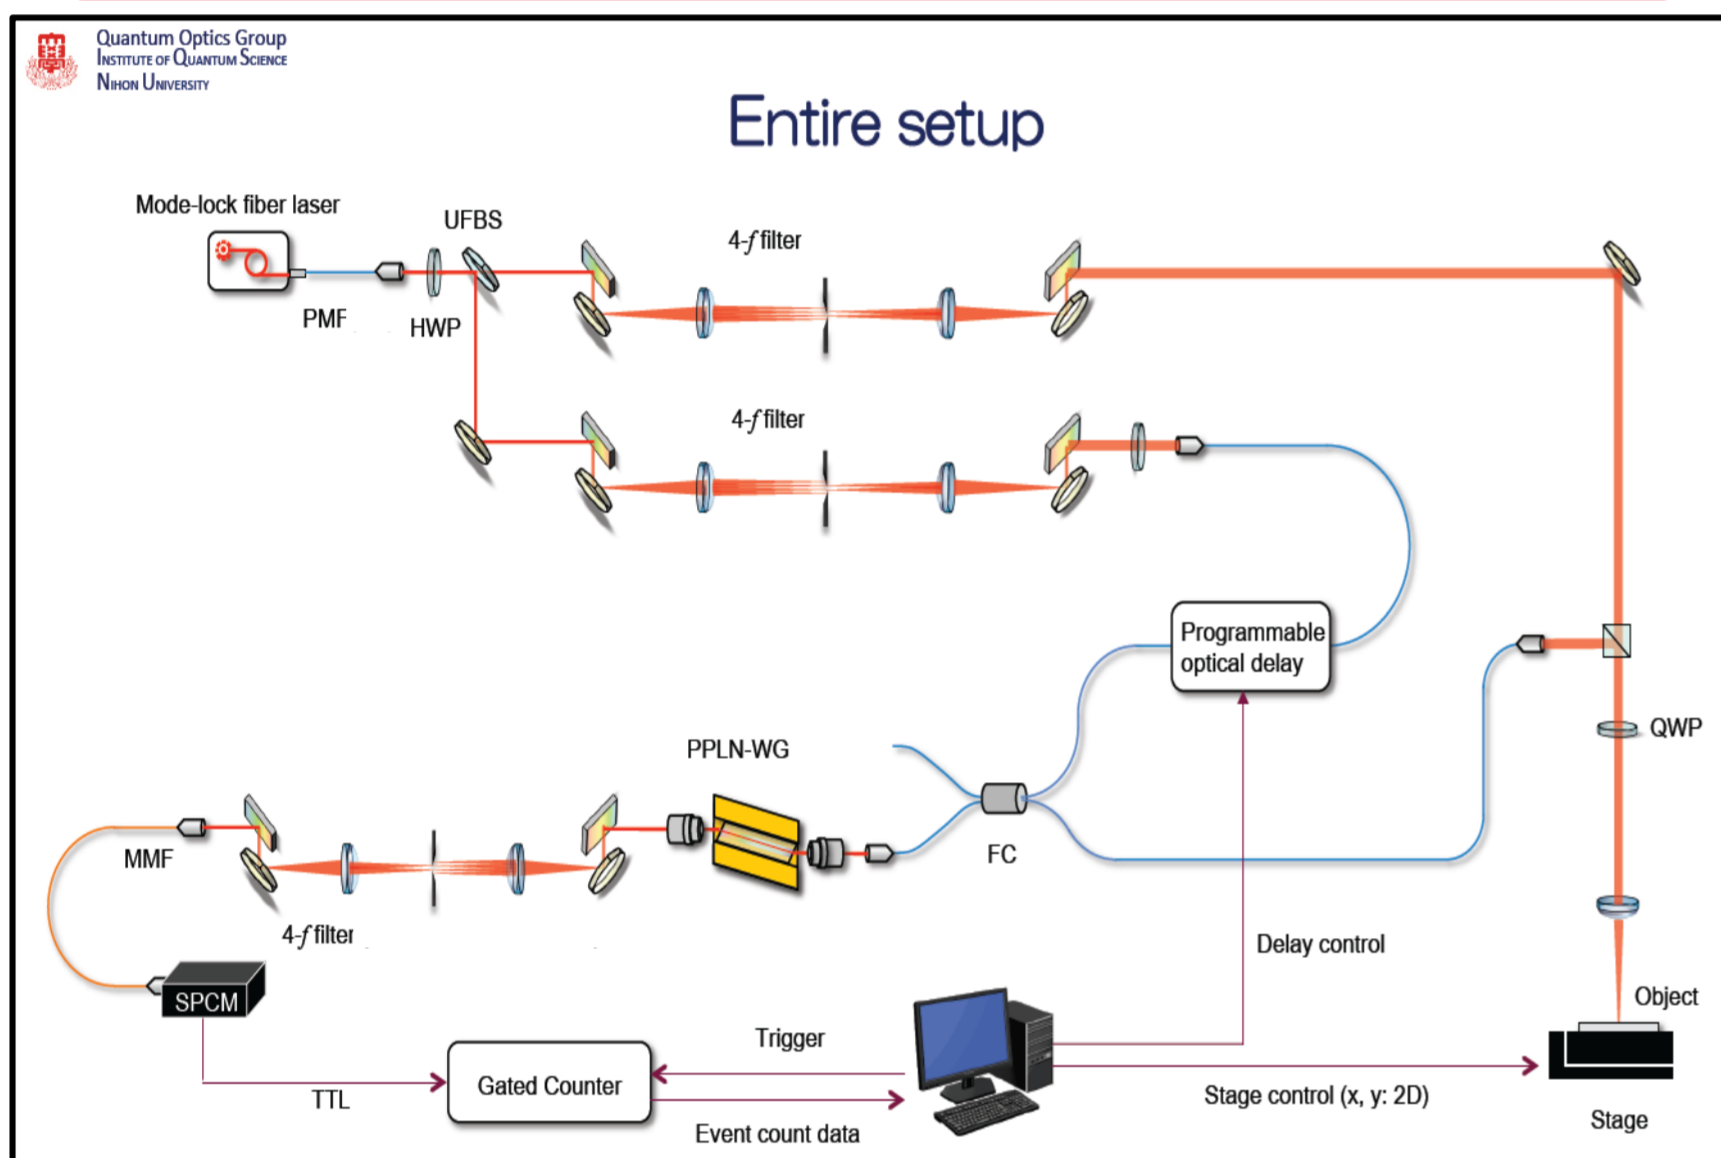 Quantum Optics Group
INSTITUTE OF QUANTUM SCIENCE
NIHON UNIVERSITY
Entire setup
Mode-lock fiber laser
UFBS
4-f filter
PMF
HWP
4-f filter
Programmable
optical delay
QWP
PPLN-WG
MMF
FC
4-f filter
Delay control
SPCM
Object
Trigger
Gated Counter
TTL
Stage control (x, y: 2D)
Event count data
Stage